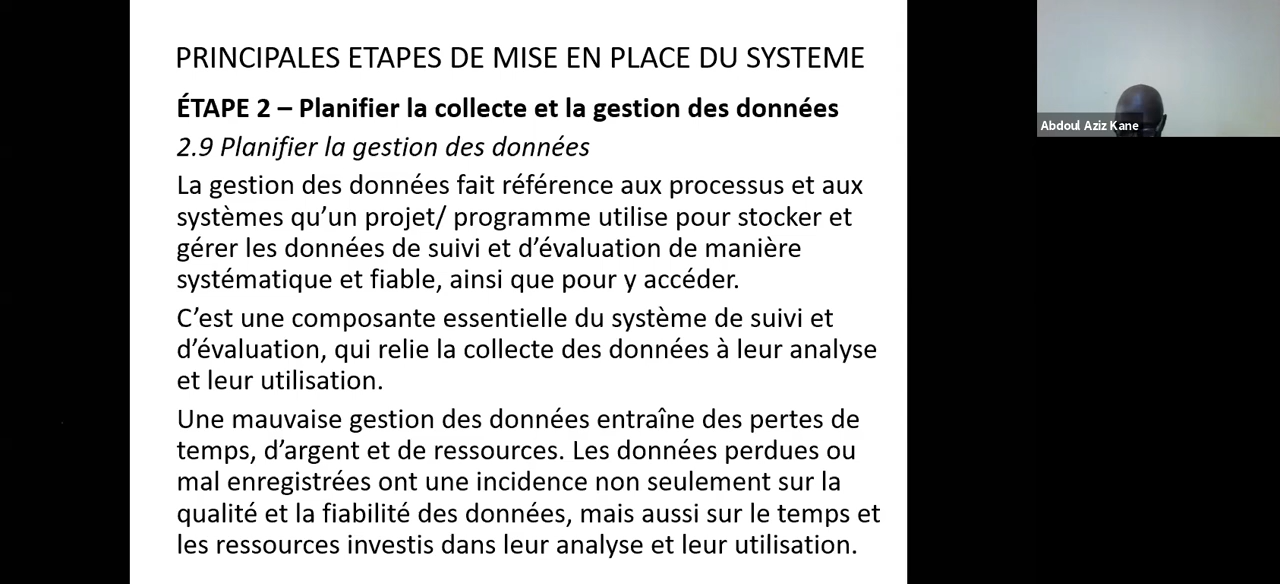 PRINCIPALES ETAPES DE MISE EN PLACE DU SYSTEME
ÉTAPE 2 – Planifier la collecte et la gestion des données
2.9 Planifier la gestion des données
La gestion des données fait référence aux processus et aux
systèmes qu’un projet/ programme utilise pour stocker et
gérer les données de suivi et d’évaluation de manière
systématique et fiable, ainsi que pour y accéder.
C’est une composante essentielle du système de suivi et
d’évaluation, qui relie la collecte des données à leur analyse
et leur utilisation.
Une mauvaise gestion des données entraîne des pertes de
temps, d’argent et de ressources. Les données perdues ou
mal enregistrées ont une incidence non seulement sur la
qualité et la fiabilité des données, mais aussi sur le temps et
les ressources investis dans leur analyse et leur utilisation.
Abdoul Aziz Kane